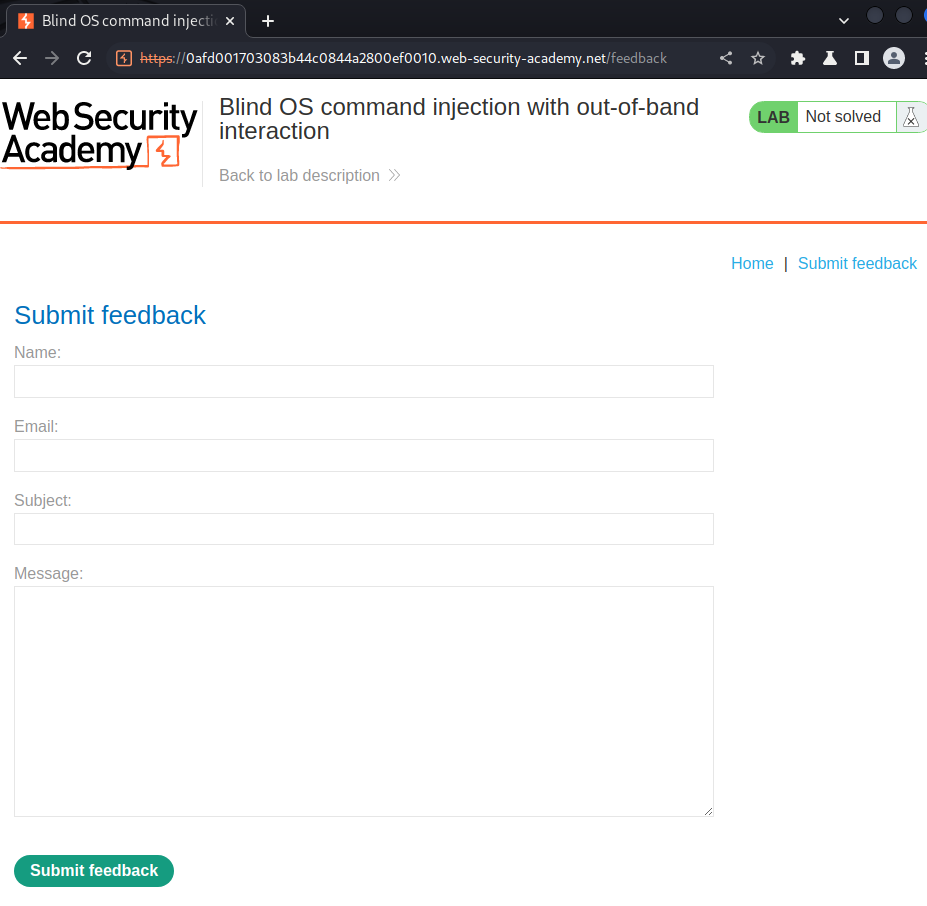 Blind OS command injecti
https://0afd001703083b44c0844a2800ef0010.web-security-academy.net/feedback
Web Security
Academy
Blind OS command injection with out-of-band
interaction
Back to lab description
LAB Not solved
Home | Submit feedback
Submit feedback
Name:
Email:
Subject:
Message:
Submit feedback